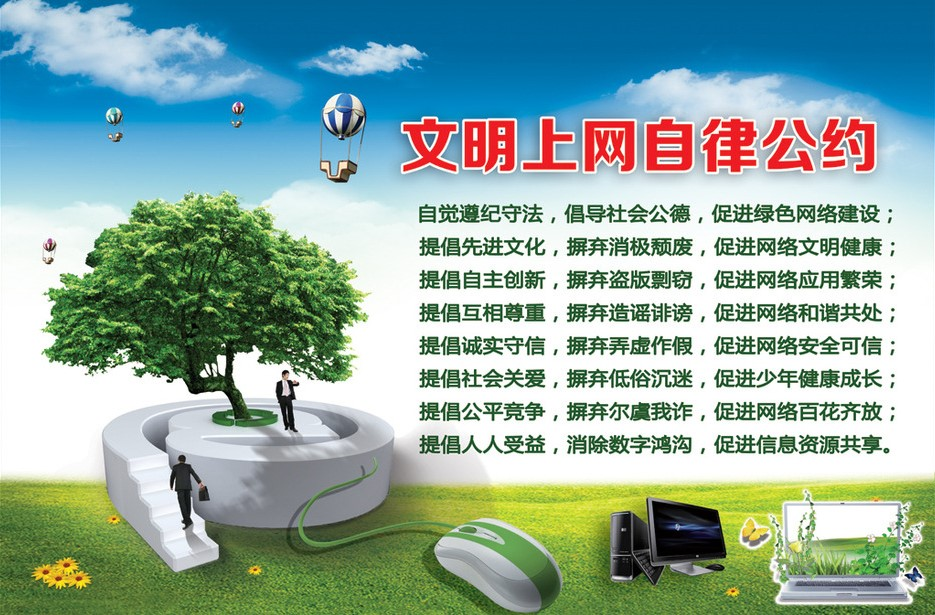 文明上网自律公约
自觉遵纪守法，倡导社会公德，促进绿色网络建设；
提倡先进文化，摒弃消极颓废，促进网络文明健康；
提倡自主创新，摒弃盗版剽窃，促进网络应用繁荣；
提倡互相尊重，摒弃造谣诽谤，促进网络和谐共处；
提倡诚实守信，摒弃弄虚作假，促进网络安全可信；
提倡社会关爱，摒弃低俗沉迷，促进少年健康成长；
提倡公平竞争，摒弃尔虞我诈，促进网络百花齐放；
提倡人人受益，消除数字鸿沟，促进信息资源共享。